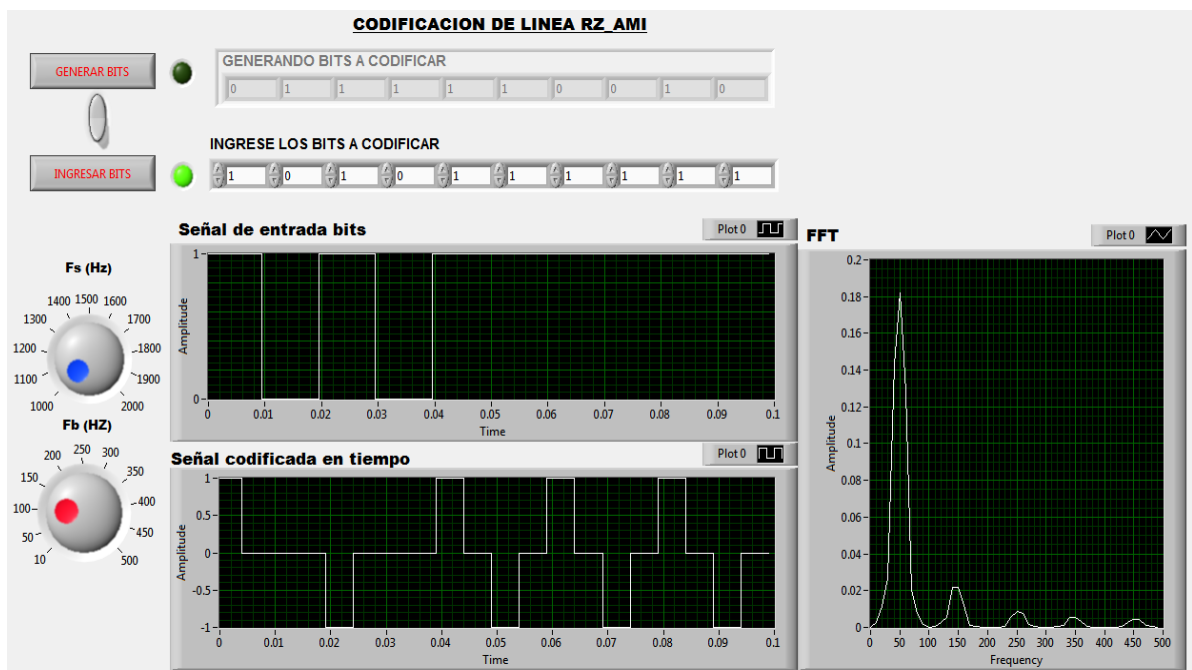 CODIFICACION DE LINEA RZ_AMI
GENERAR BITS
GENERANDO BITS A CODIFICAR
0 1 1 1 1 1 0 0 1 0
INGRESE LOS BITS A CODIFICAR
INGRESAR BITS
1 0 1 0 1 1 1 1 1 1
Señal de entrada bits
Plot 0
1
0
Amplitude
0 0.01 0.02 0.03 0.04 0.05 0.06 0.07 0.08 0.09 0.1
Time
Fs (Hz)
1000 1100 1200 1300 1400 1500 1600 1700 1800 1900 2000
Fb (HZ)
10 50 100 150 200 250 300 350 400 450 500
Señal codificada en tiempo
Plot 0
1
0.5
0
-0.5
-1
Amplitude
0 0.01 0.02 0.03 0.04 0.05 0.06 0.07 0.08 0.09 0.1
Time
FFT
Plot 0
0.2
0.18
0.16
0.14
0.12
0.1
0.08
0.06
0.04
0.02
0
Amplitude
0 50 100 150 200 250 300 350 400 450 500
Frequency